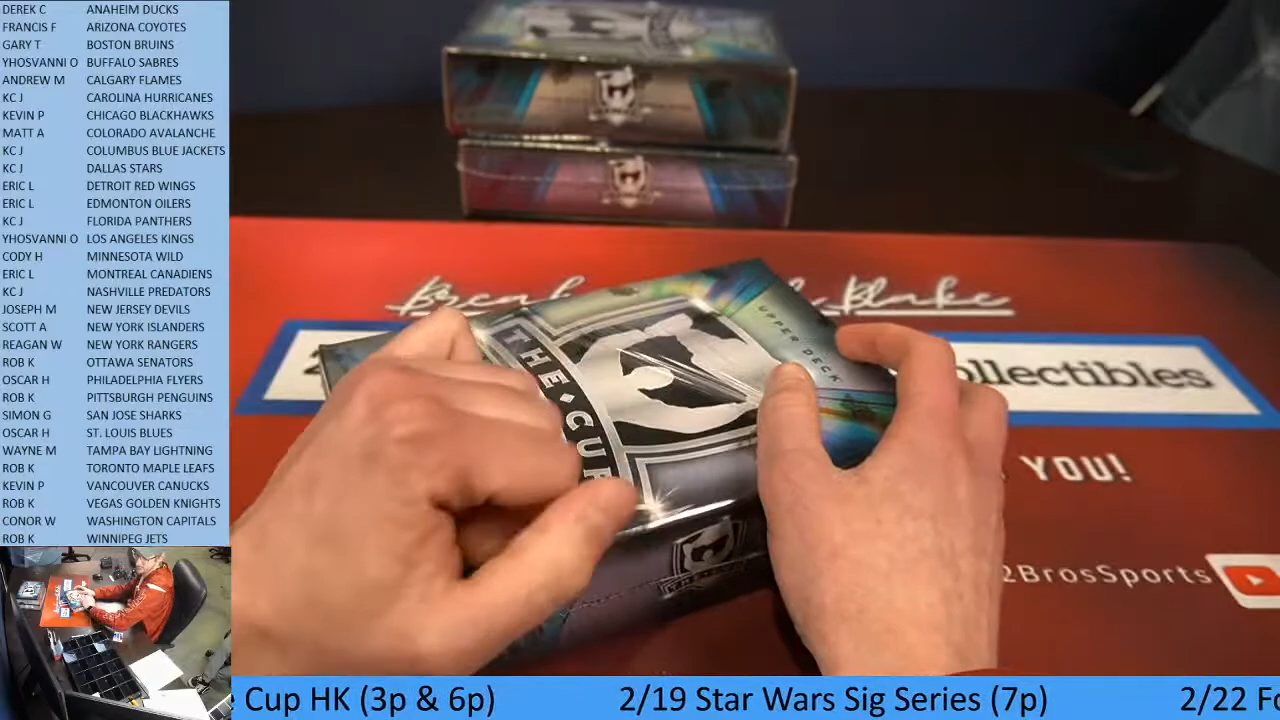 DEREK C ANAHEIM DUCKS
FRANCIS F ARIZONA COYOTES
GARY T BOSTON BRUINS
YHOSVANNI O BUFFALO SABRES
ANDREW M CALGARY FLAMES
KC J CAROLINA HURRICANES
KEVIN P CHICAGO BLACKHAWKS
MATT A COLORADO AVALANCHE
KC J COLUMBUS BLUE JACKETS
KC J DALLAS STARS
ERIC L DETROIT RED WINGS
ERIC L EDMONTON OILERS
KC J FLORIDA PANTHERS
YHOSVANNI O LOS ANGELES KINGS
CODY H MINNESOTA WILD
ERIC L MONTREAL CANADIENS
KC J NASHVILLE PREDATORS
JOSEPH M NEW JERSEY DEVILS
SCOTT A NEW YORK ISLANDERS
REAGAN W NEW YORK RANGERS
ROB K OTTAWA SENATORS
OSCAR H PHILADELPHIA FLYERS
ROB K PITTSBURGH PENGUINS
SIMON G SAN JOSE SHARKS
OSCAR H ST. LOUIS BLUES
WAYNE M TAMPA BAY LIGHTNING
ROB K TORONTO MAPLE LEAFS
KEVIN P VANCOUVER CANUCKS
ROB K VEGAS GOLDEN KNIGHTS
CONOR W WASHINGTON CAPITALS
ROB K WINNIPEG JETS
Blake
UPPER DECK
THE CUP
ollectibles
YOU!
2BrosSports
Cup HK (3p & 6p) 2/19 Star Wars Sig Series (7p) 2/22